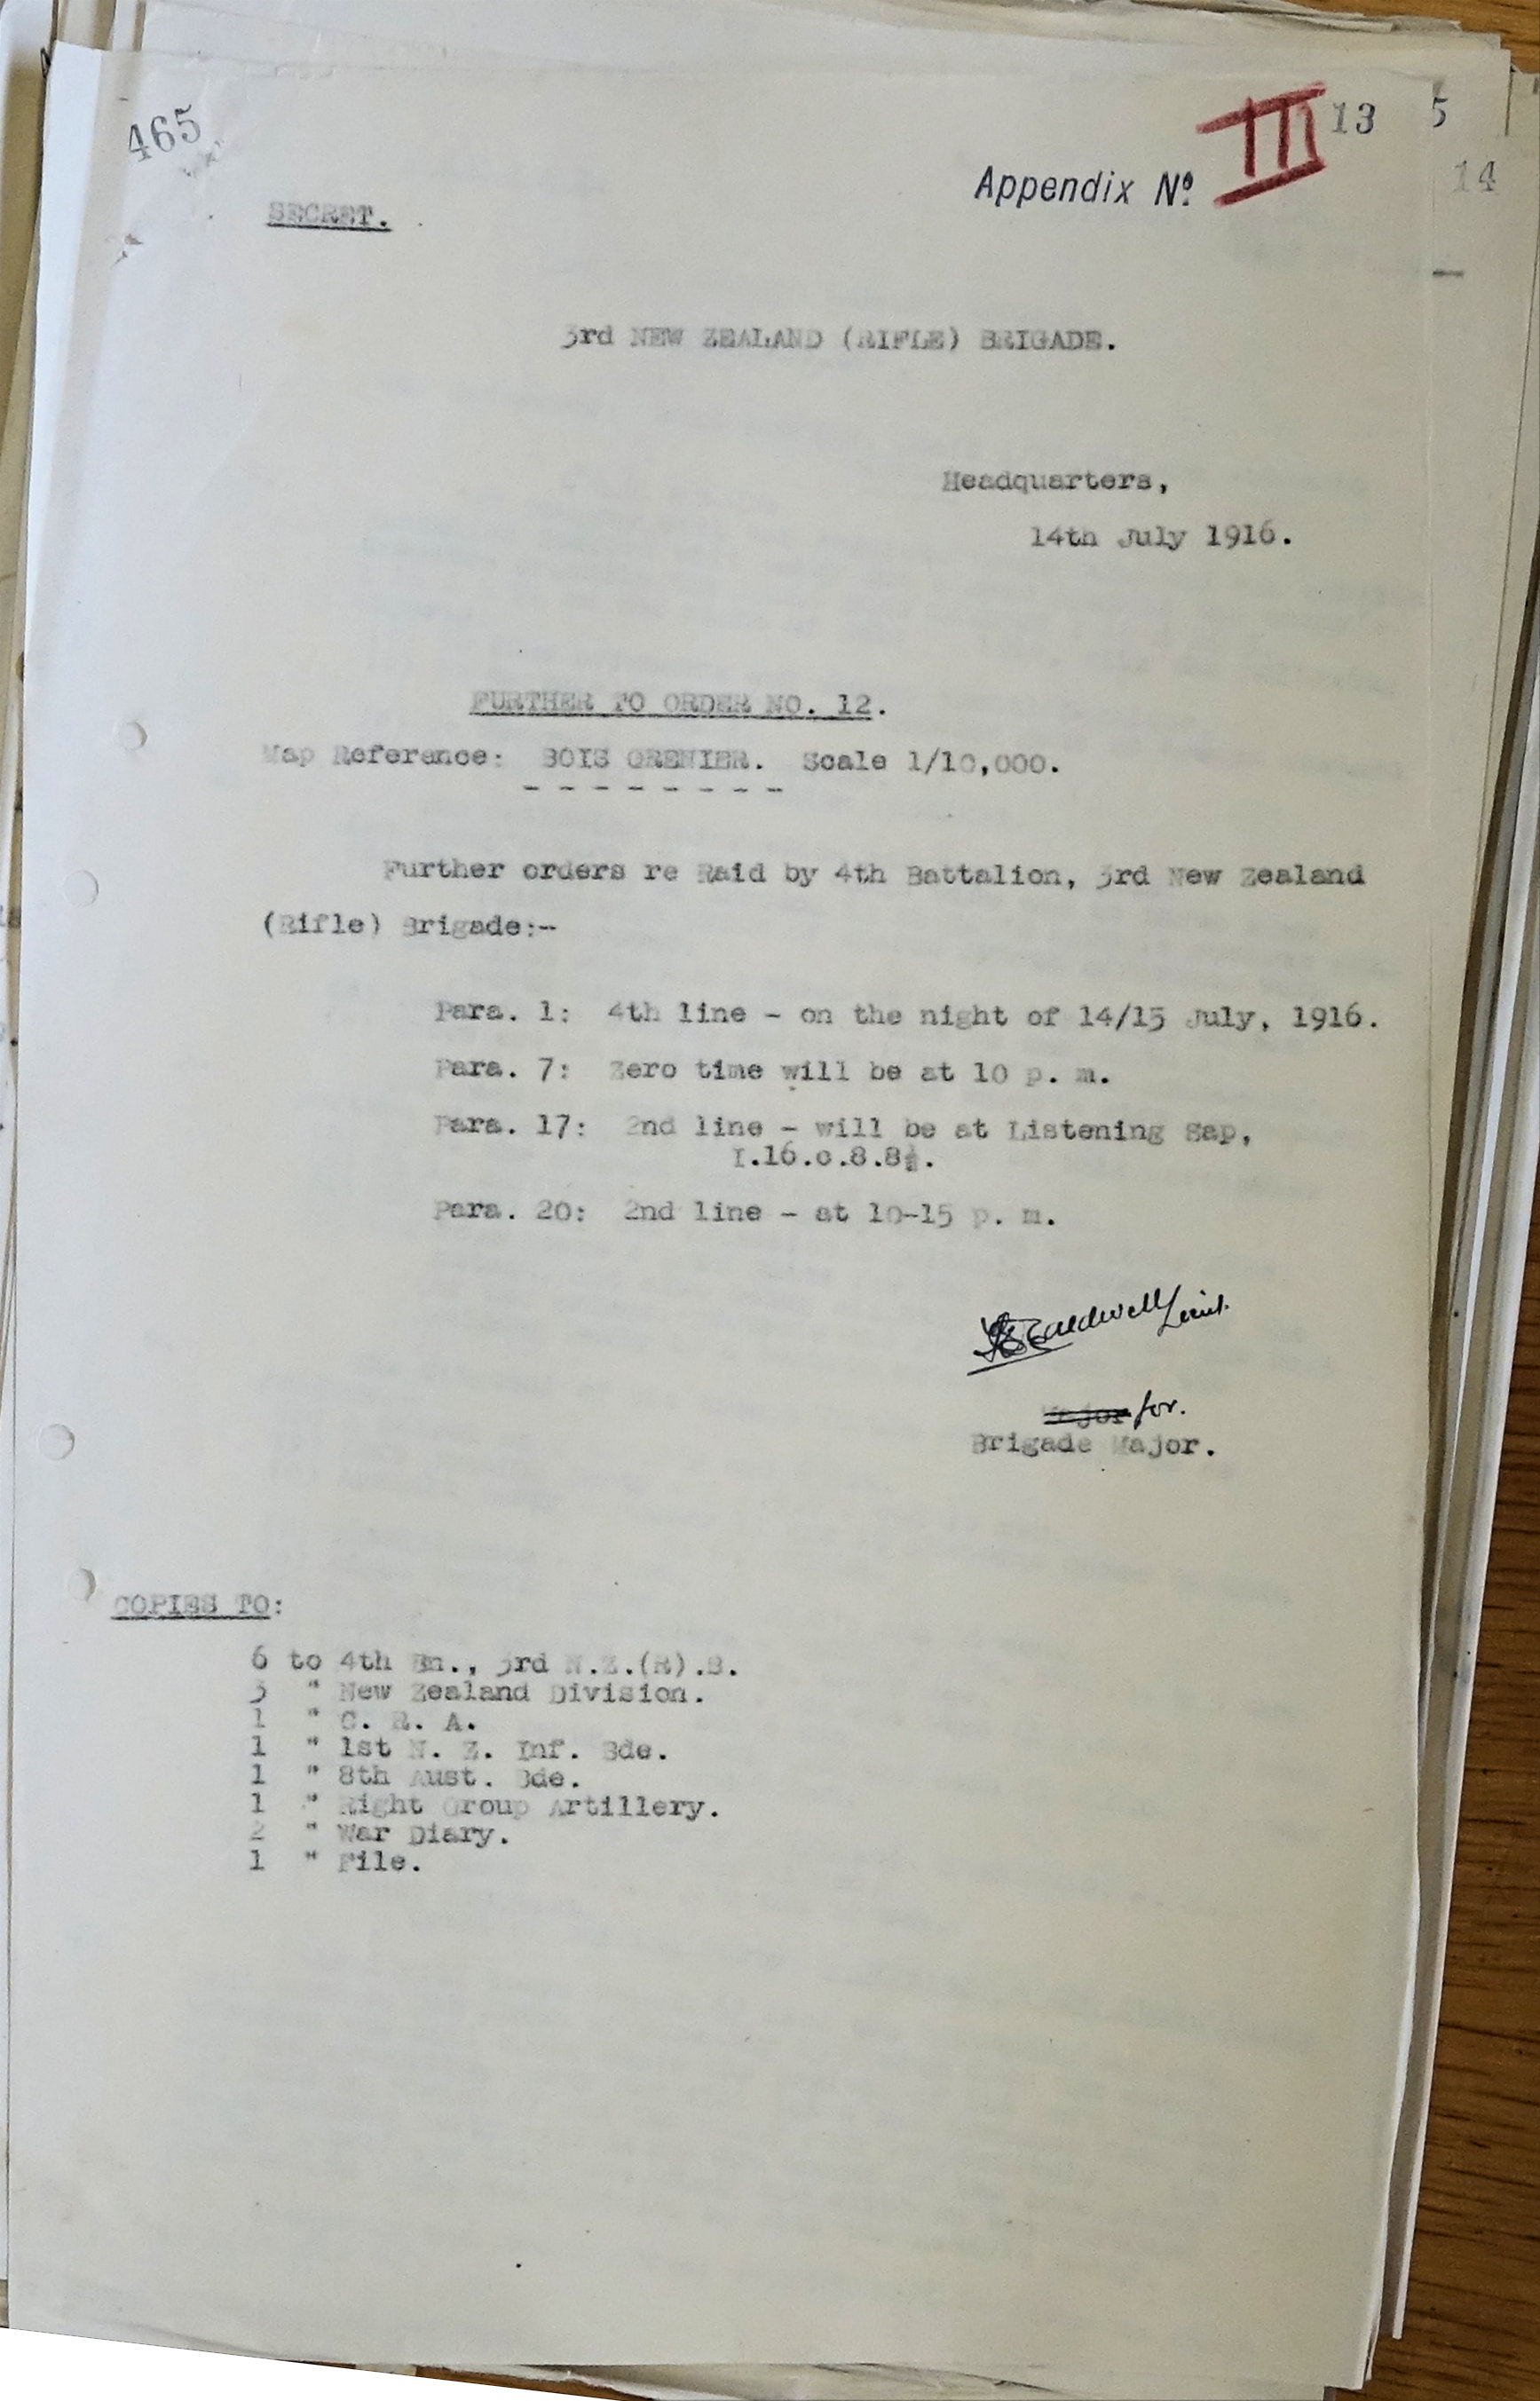 465
III 13 5
Appendix No.
14
SECRET.
3rd NEW ZEALAND (RIFLE) BRIGADE.
Headquarters,
14th July 1916.
FURTHER TO ORDER NO. 12.
Map Reference: BOIS GRENIER. Scale 1/10,000.
- - - - - - - -
Further orders re Raid by 4th Battalion, 3rd New Zealand
(Rifle) Brigade:--
Para. 1: 4th line - on the night of 14/15 July, 1916.
Para. 7: Zero time will be at 10 p. m.
Para. 17: 2nd line - will be at Listening Sap,
I.16.c.8.8½.
Para. 20: 2nd line - at 10-15 p. m.
Caldwell Lieut.
Major for.
Brigade Major.
COPIES TO:
6 to 4th Bn., 3rd N.Z.(R).B.
3 " New Zealand Division.
1 " C. R. A.
1 " 1st N. Z. Inf. Bde.
1 " 8th Aust. Bde.
1 " Right Group Artillery.
2 " War Diary.
1 " File.